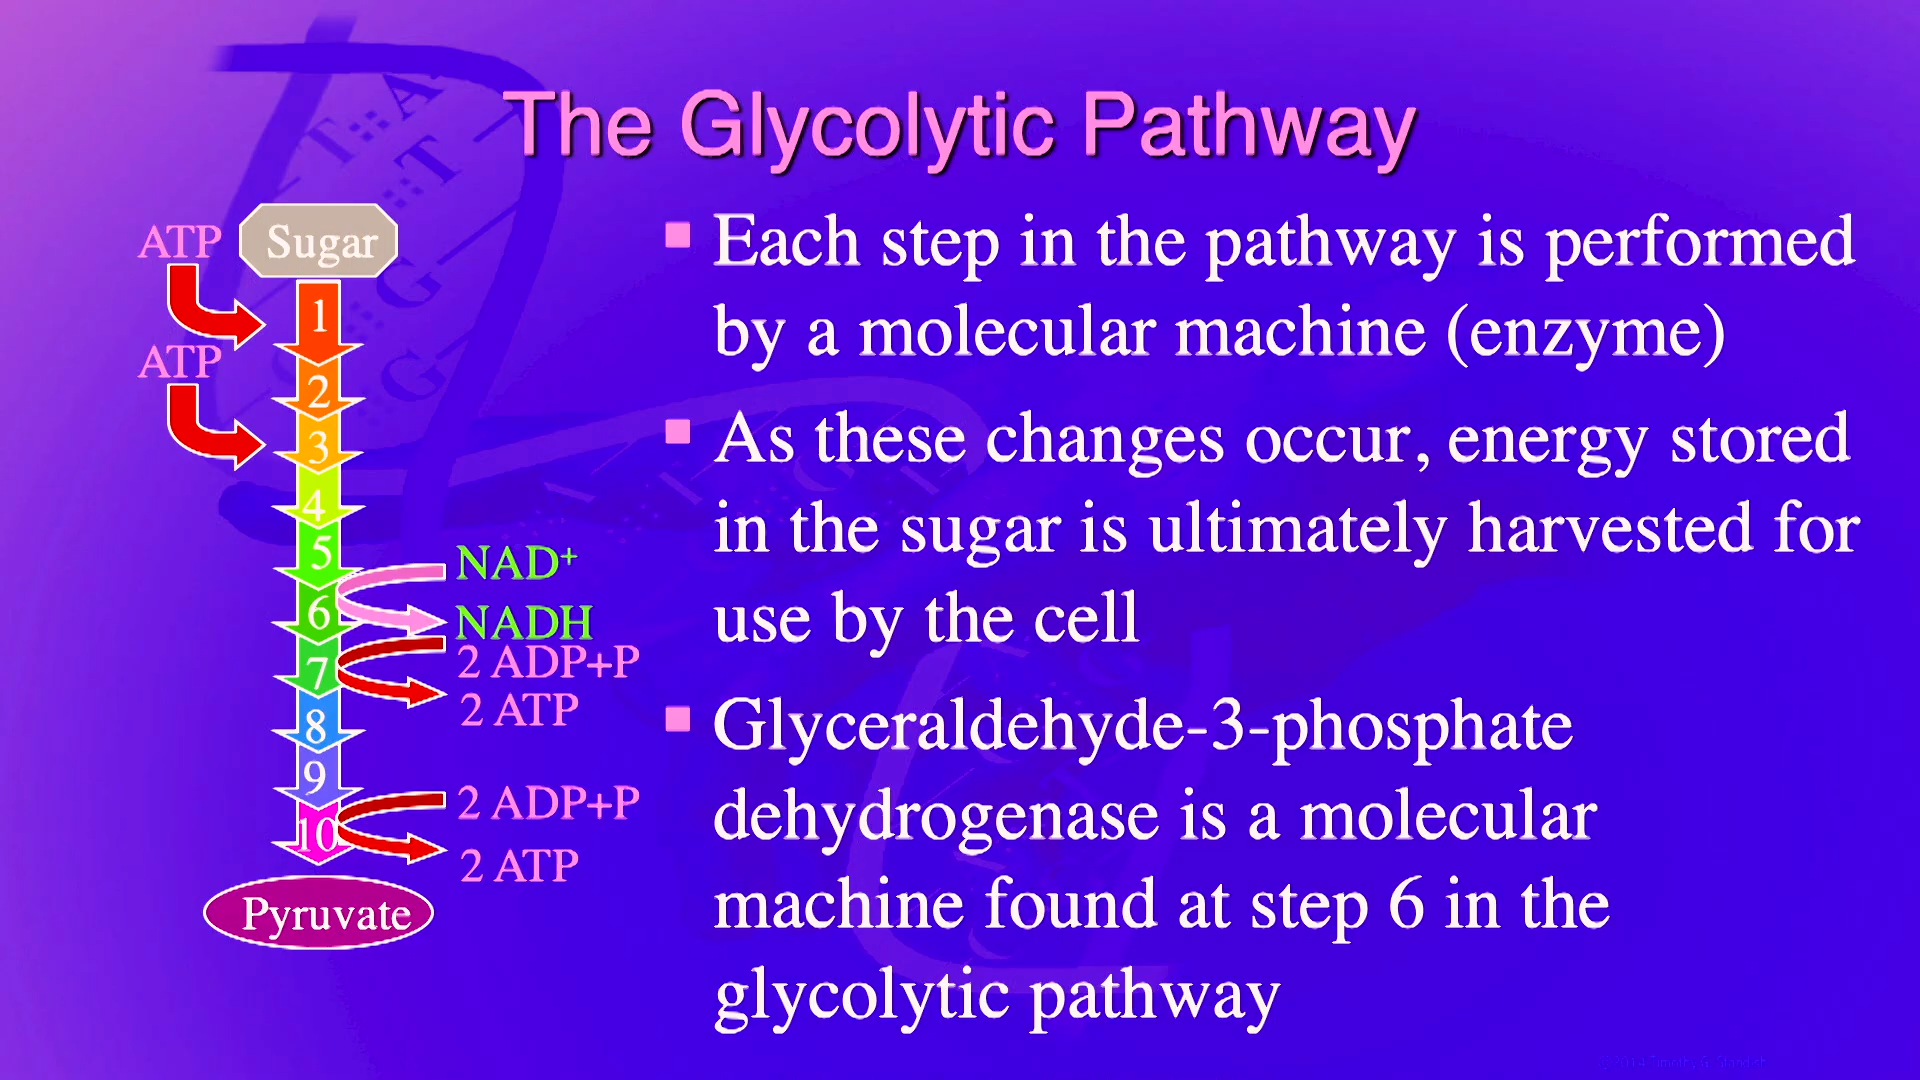 The Glycolytic Pathway
ATP
Sugar
1
ATP
2
3
4
5
NAD⁺
6
NADH
7
2 ADP+P
2 ATP
8
9
2 ADP+P
10
2 ATP
Pyruvate
Each step in the pathway is performed
by a molecular machine (enzyme)
As these changes occur, energy stored
in the sugar is ultimately harvested for
use by the cell
Glyceraldehyde-3-phosphate
dehydrogenase is a molecular
machine found at step 6 in the
glycolytic pathway